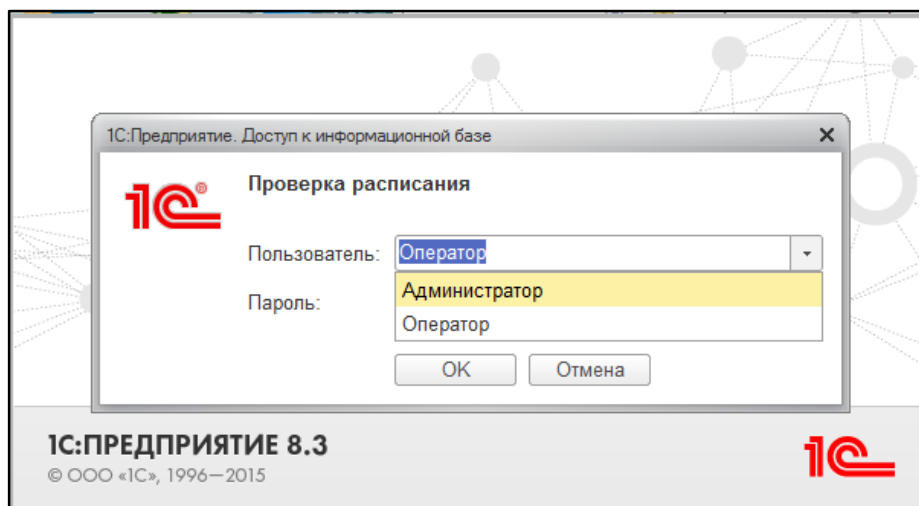 1С:Предприятие. Доступ к информационной базе
1С®
Проверка расписания
Пользователь: Оператор
Администратор
Пароль:
Оператор
OK Отмена
1С:ПРЕДПРИЯТИЕ 8.3
© ООО «1С», 1996—2015
1С